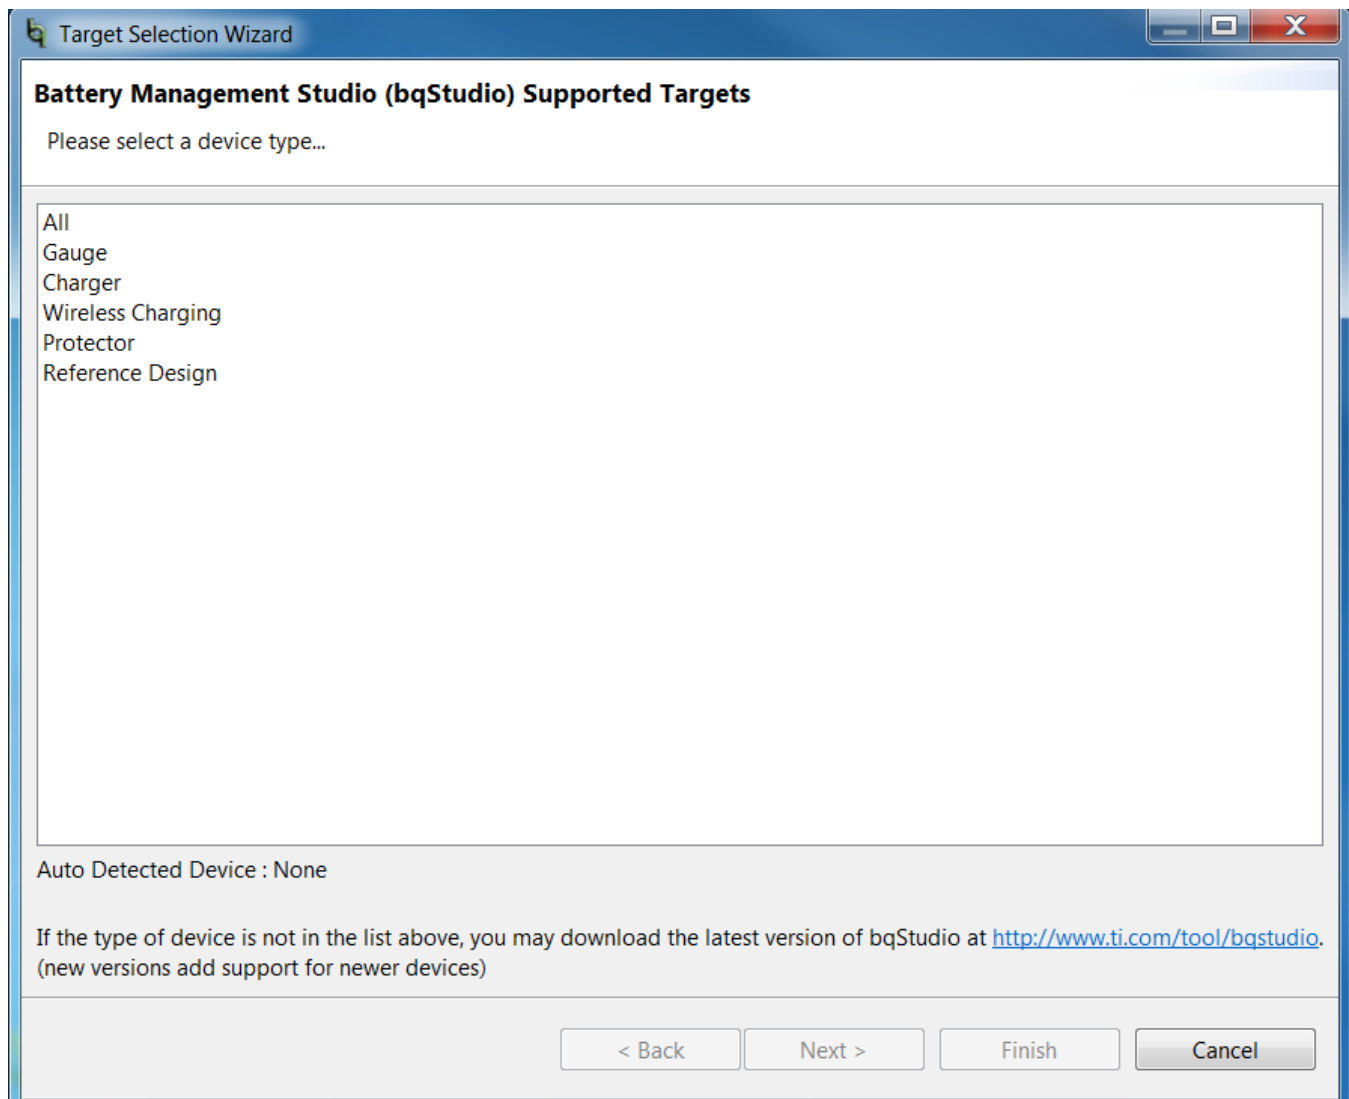 Target Selection Wizard
Battery Management Studio (bqStudio) Supported Targets
Please select a device type...
All
Gauge
Charger
Wireless Charging
Protector
Reference Design
Auto Detected Device : None
If the type of device is not in the list above, you may download the latest version of bqStudio at http://www.ti.com/tool/bqstudio.
(new versions add support for newer devices)
< Back
Next >
Finish
Cancel